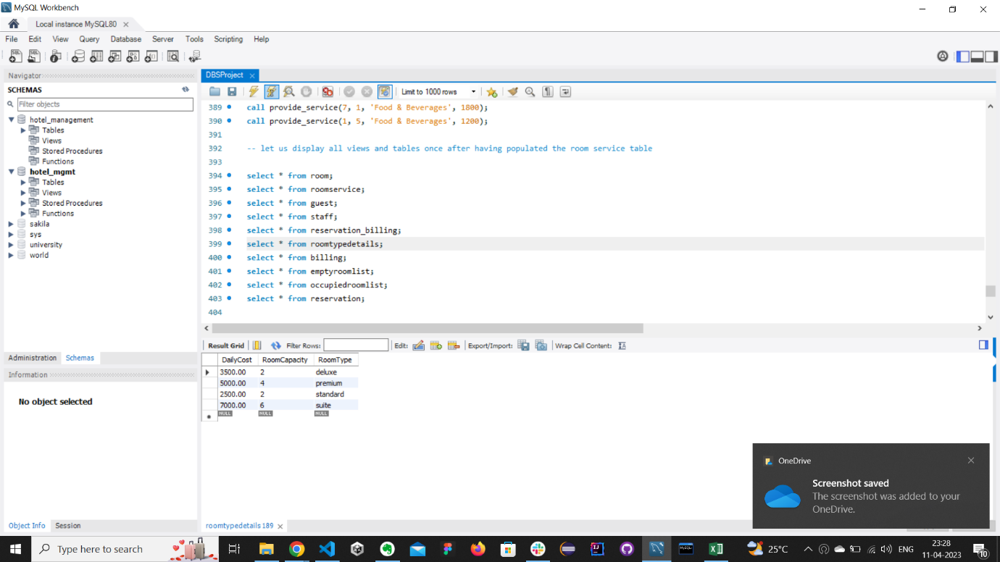 MySQL Workbench
Local instance MySQL80
File Edit View Query Database Server Tools Scripting Help
Navigator
SCHEMAS
Filter objects
hotel_management
Tables
Views
Stored Procedures
Functions
hotel_mgmt
Tables
Views
Stored Procedures
Functions
sakila
sys
university
world
Administration Schemas
Information
No object selected
Object Info Session
DBSProject
Limit to 1000 rows
389 call provide_service(7, 1, 'Food & Beverages', 1800);
390 call provide_service(1, 5, 'Food & Beverages', 1200);
391
392 -- let us display all views and tables once after having populated the room service table
393
394 select * from room;
395 select * from roomservice;
396 select * from guest;
397 select * from staff;
398 select * from reservation_billing;
399 select * from roomtypedetails;
400 select * from billing;
401 select * from emptyroomlist;
402 select * from occupiedroomlist;
403 select * from reservation;
404
Result Grid Filter Rows: Edit: Export/Import: Wrap Cell Content:
DailyCost RoomCapacity RoomType
3500.00 2 deluxe
5000.00 4 premium
2500.00 2 standard
7000.00 6 suite
NULL NULL NULL
roomtypedetails 189
OneDrive
Screenshot saved
The screenshot was added to your
OneDrive.
Type here to search
25°C
ENG
23:28
11-04-2023
10